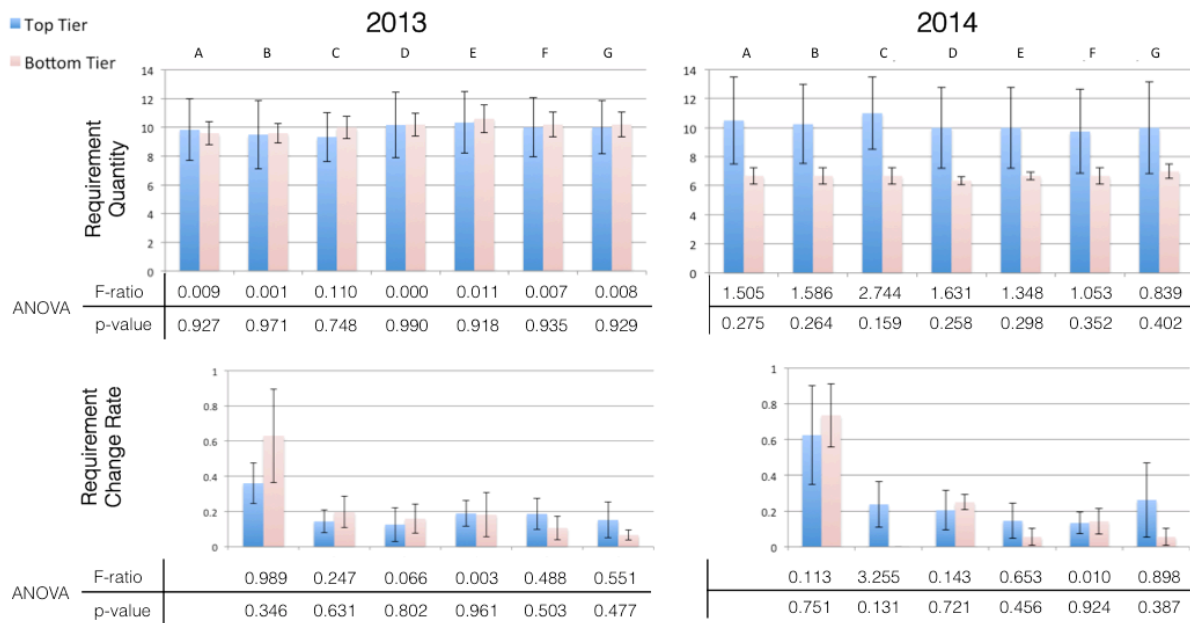 Top Tier
Bottom Tier
2013
2014
A B C D E F G
A B C D E F G
Requirement
Quantity
14
12
10
8
6
4
2
0
14
12
10
8
6
4
2
0
ANOVA
F-ratio 0.009 0.001 0.110 0.000 0.011 0.007 0.008
1.505 1.586 2.744 1.631 1.348 1.053 0.839
p-value 0.927 0.971 0.748 0.990 0.918 0.935 0.929
0.275 0.264 0.159 0.258 0.298 0.352 0.402
Requirement
Change Rate
1
0.8
0.6
0.4
0.2
0
1
0.8
0.6
0.4
0.2
0
ANOVA
F-ratio 0.989 0.247 0.066 0.003 0.488 0.551
0.113 3.255 0.143 0.653 0.010 0.898
p-value 0.346 0.631 0.802 0.961 0.503 0.477
0.751 0.131 0.721 0.456 0.924 0.387